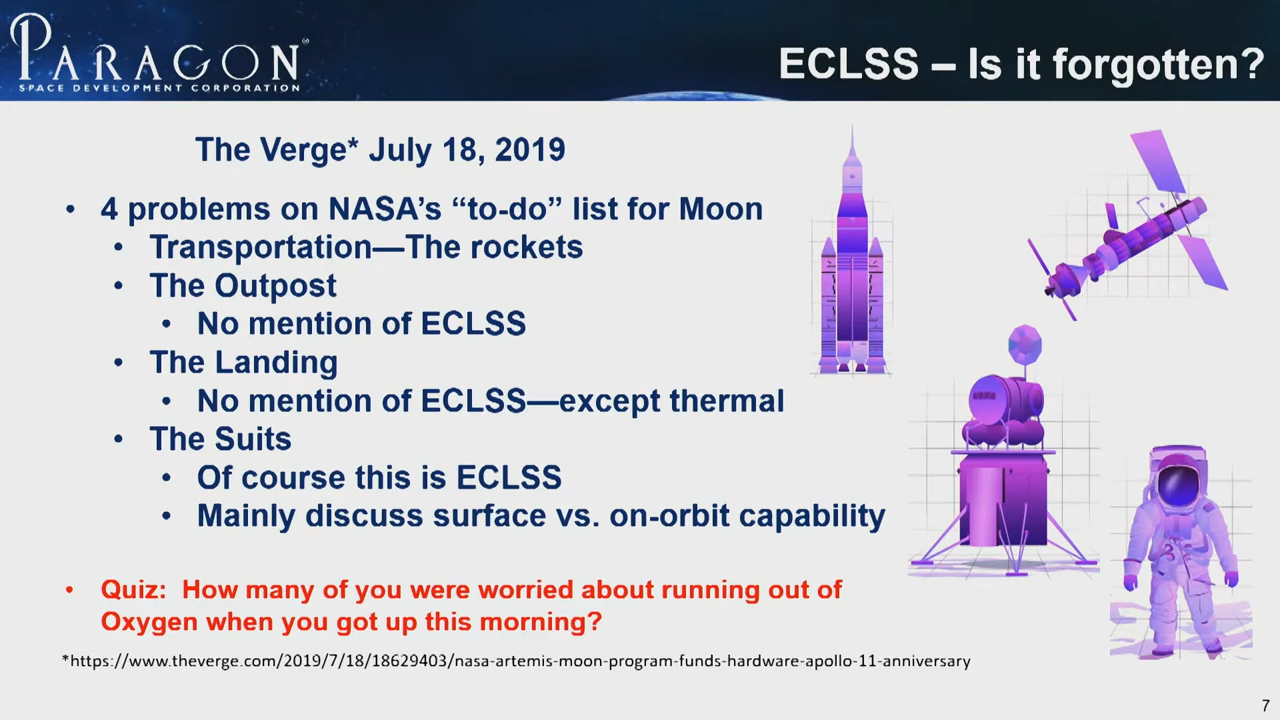 PARAGON
SPACE DEVELOPMENT CORPORATION
ECLSS – Is it forgotten?
The Verge* July 18, 2019
• 4 problems on NASA’s “to-do” list for Moon
• Transportation—The rockets
• The Outpost
• No mention of ECLSS
• The Landing
• No mention of ECLSS—except thermal
• The Suits
• Of course this is ECLSS
• Mainly discuss surface vs. on-orbit capability
• Quiz: How many of you were worried about running out of
Oxygen when you got up this morning?
*https://www.theverge.com/2019/7/18/18629403/nasa-artemis-moon-program-funds-hardware-apollo-11-anniversary
7